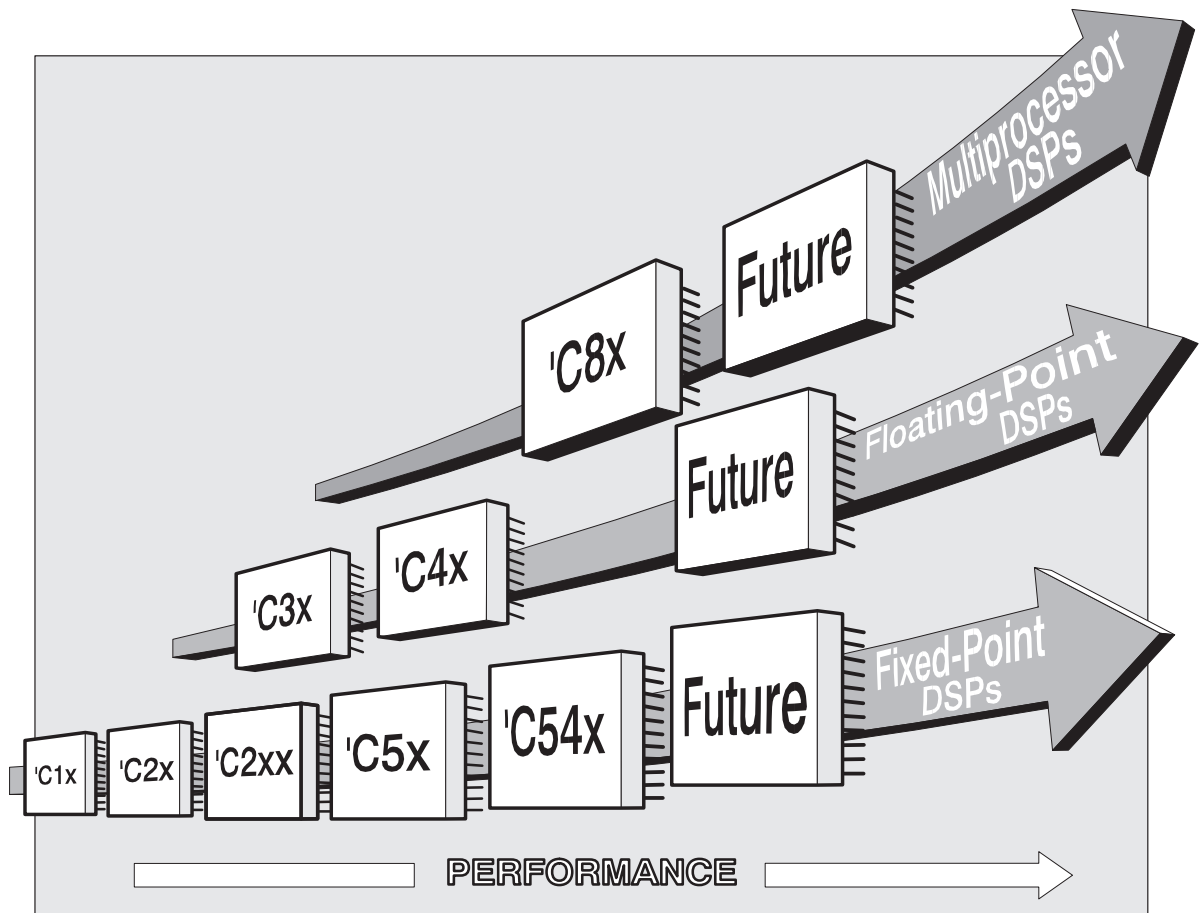 Multiprocessor
DSPs
Future
'C8x
Floating-Point
DSPs
Future
'C4x
'C3x
Fixed-Point
DSPs
'C1x
'C2x
'C2xx
'C5x
'C54x
Future
PERFORMANCE